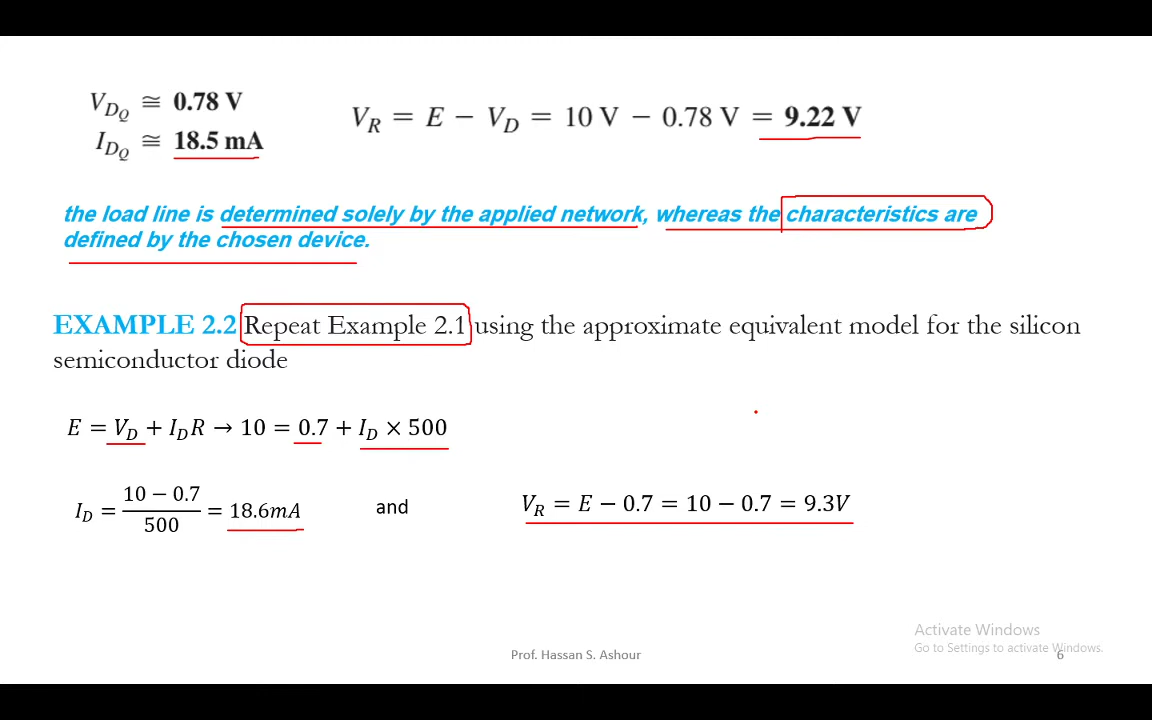 V_{D_Q} ≅ 0.78 V
I_{D_Q} ≅ 18.5 mA
V_R = E − V_D = 10 V − 0.78 V = 9.22 V
the load line is determined solely by the applied network, whereas the characteristics are
defined by the chosen device.
EXAMPLE 2.2 Repeat Example 2.1 using the approximate equivalent model for the silicon
semiconductor diode
E = V_D + I_D R → 10 = 0.7 + I_D × 500
I_D = \frac{10 − 0.7}{500} = 18.6mA and V_R = E − 0.7 = 10 − 0.7 = 9.3V
Activate Windows
Go to Settings to activate Windows.
Prof. Hassan S. Ashour 6